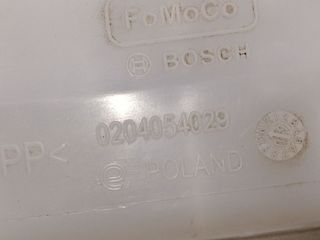 FoMoCo
BOSCH
0204054029
PP<
POLAND